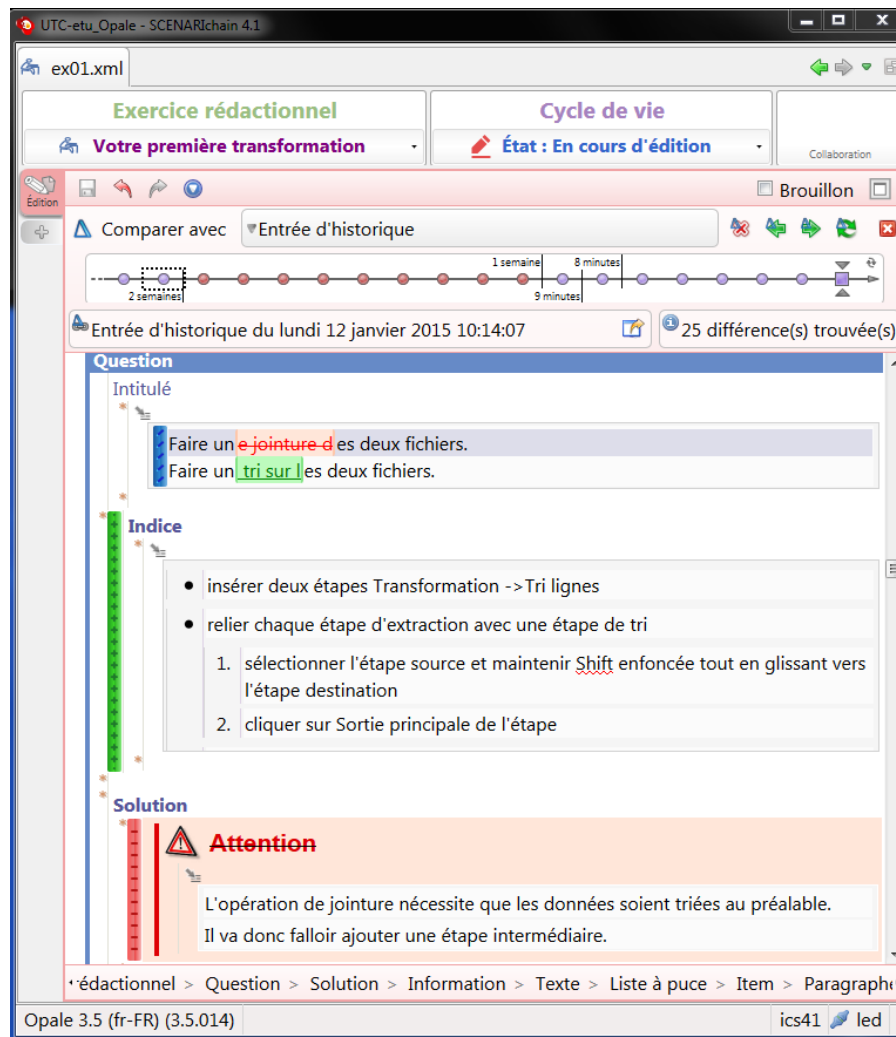 UTC-etu_Opale - SCENARIchain 4.1
ex01.xml
Exercice rédactionnel
Cycle de vie
Votre première transformation
État : En cours d'édition
Collaboration
Édition
Brouillon
Comparer avec
Entrée d'historique
1 semaine
8 minutes
2 semaines
9 minutes
Entrée d'historique du lundi 12 janvier 2015 10:14:07
25 différence(s) trouvée(s)
Question
Intitulé
Faire une jointure des deux fichiers.
Faire un tri sur les deux fichiers.
Indice
• insérer deux étapes Transformation ->Tri lignes
• relier chaque étape d'extraction avec une étape de tri
1. sélectionner l'étape source et maintenir Shift enfoncée tout en glissant vers
l'étape destination
2. cliquer sur Sortie principale de l'étape
Solution
Attention
L'opération de jointure nécessite que les données soient triées au préalable.
Il va donc falloir ajouter une étape intermédiaire.
rédactionnel > Question > Solution > Information > Texte > Liste à puce > Item > Paragraphe
Opale 3.5 (fr-FR) (3.5.014)
ics41 led